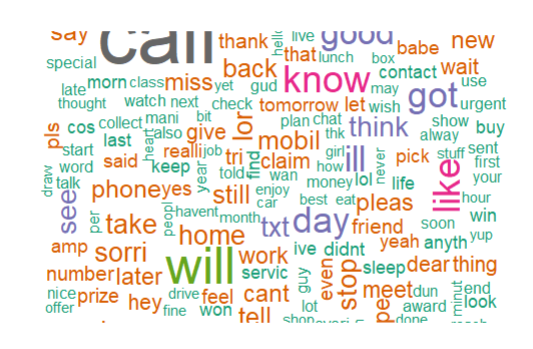 say call thank hello live good babe new
special back that lunch box contact wait
late morn class miss yet gud know may got use
thought watch next check tomorrow let wish urgent
pls cos collect mani bit give lor plan chat think show buy
start last heart also realli job tri mobil thk alway
word said keep year told find claim girl how ill never pick stuff sent first
draw talk phone yes still wan money lol life like your
see per take peopl havent enjoy car best eat pleas hour
month txt day friend soon win
amp sorri home work ive didnt yeah anyth yup
number later will servic guy even stop sleep dear thing
nice prize hey drive feel cant meet dun minut end
offer fine won lot award look
tell shop done